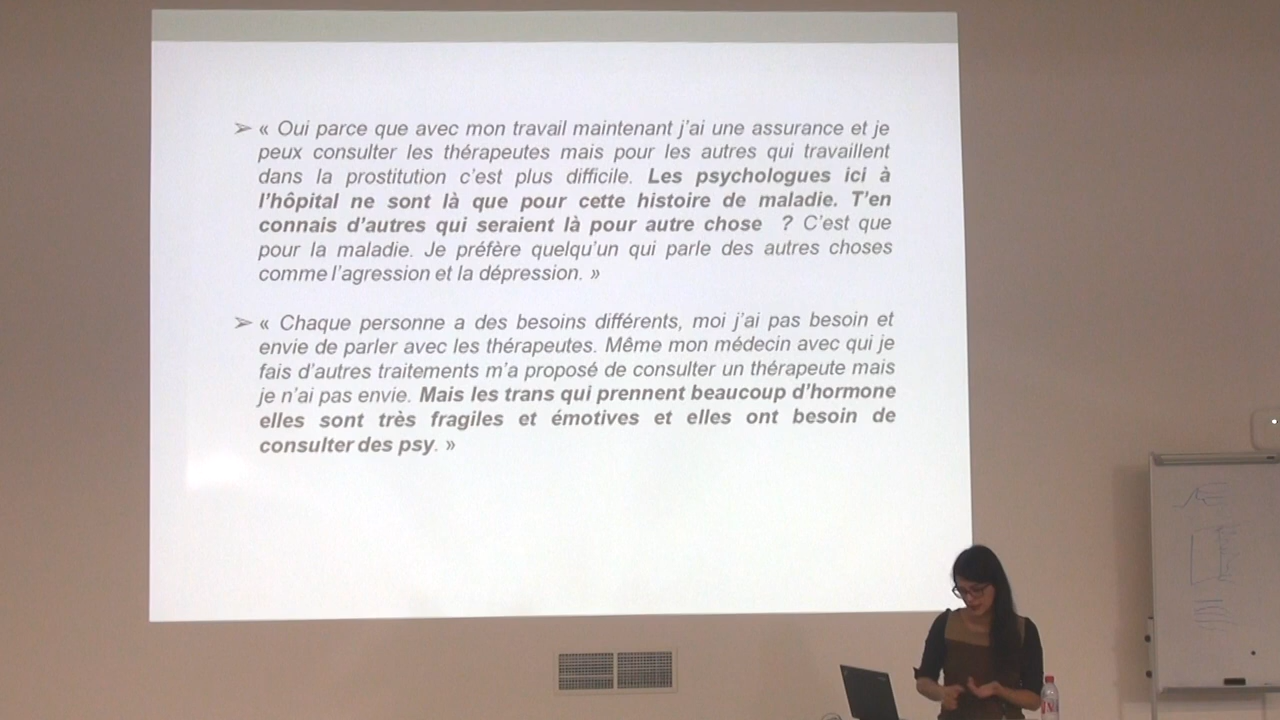 ➢ « Oui parce que avec mon travail maintenant j’ai une assurance et je
peux consulter les thérapeutes mais pour les autres qui travaillent
dans la prostitution c’est plus difficile. Les psychologues ici à
l’hôpital ne sont là que pour cette histoire de maladie. T’en
connais d’autres qui seraient là pour autre chose ? C’est que
pour la maladie. Je préfère quelqu’un qui parle des autres choses
comme l’agression et la dépression. »
➢ « Chaque personne a des besoins différents, moi j’ai pas besoin et
envie de parler avec les thérapeutes. Même mon médecin avec qui je
fais d’autres traitements m’a proposé de consulter un thérapeute mais
je n’ai pas envie. Mais les trans qui prennent beaucoup d’hormone
elles sont très fragiles et émotives et elles ont besoin de
consulter des psy. »